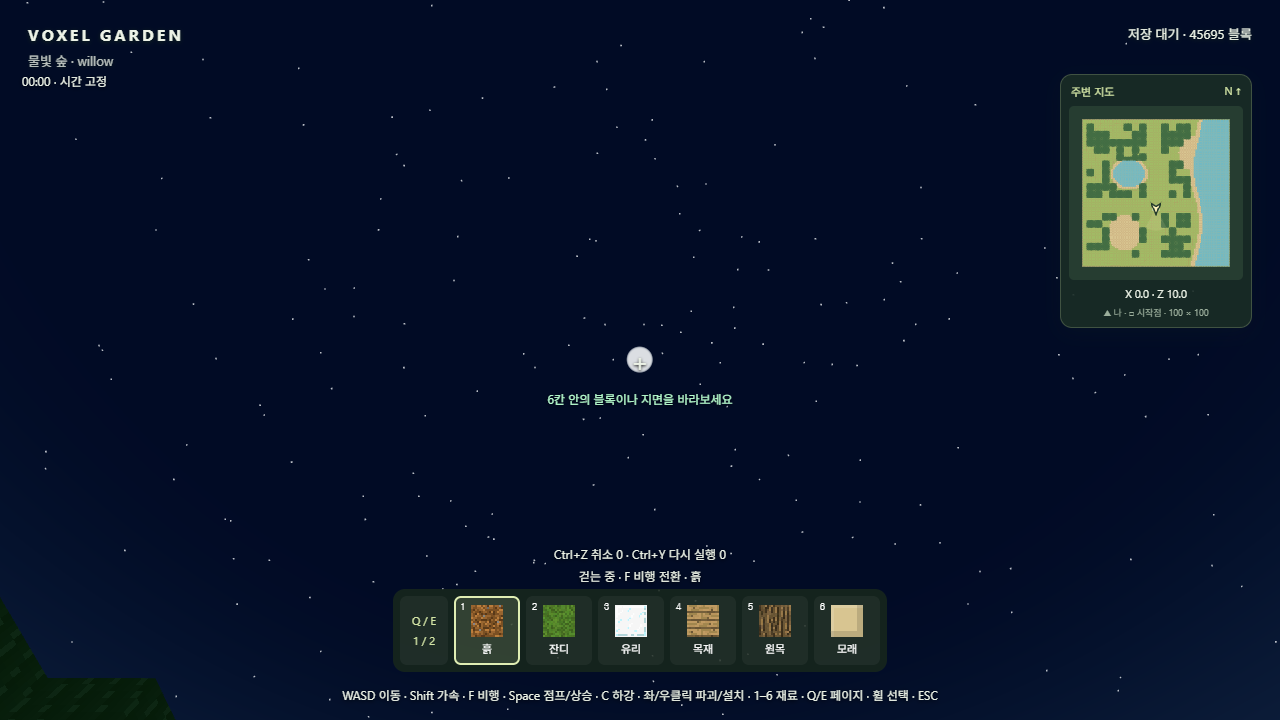 VOXEL GARDEN
물빛 숲 · willow
00:00 · 시간 고정
저장 대기 · 45695 블록
주변 지도 N ↑
X 0.0 · Z 10.0
▲ 나 · □ 시작점 · 100 × 100
6칸 안의 블록이나 지면을 바라보세요
Ctrl+Z 취소 0 · Ctrl+Y 다시 실행 0
걷는 중 · F 비행 전환 · 흙
Q / E
1 / 2
1 흙
2 잔디
3 유리
4 목재
5 원목
6 모래
WASD 이동 · Shift 가속 · F 비행 · Space 점프/상승 · C 하강 · 좌/우클릭 파괴/설치 · 1–6 재료 · Q/E 페이지 · 휠 선택 · ESC